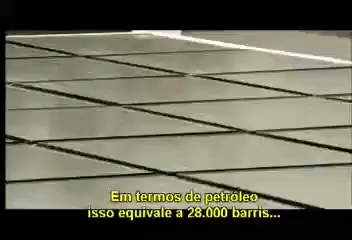 Em termos de petróleo
isso equivale a 28.000 barris...